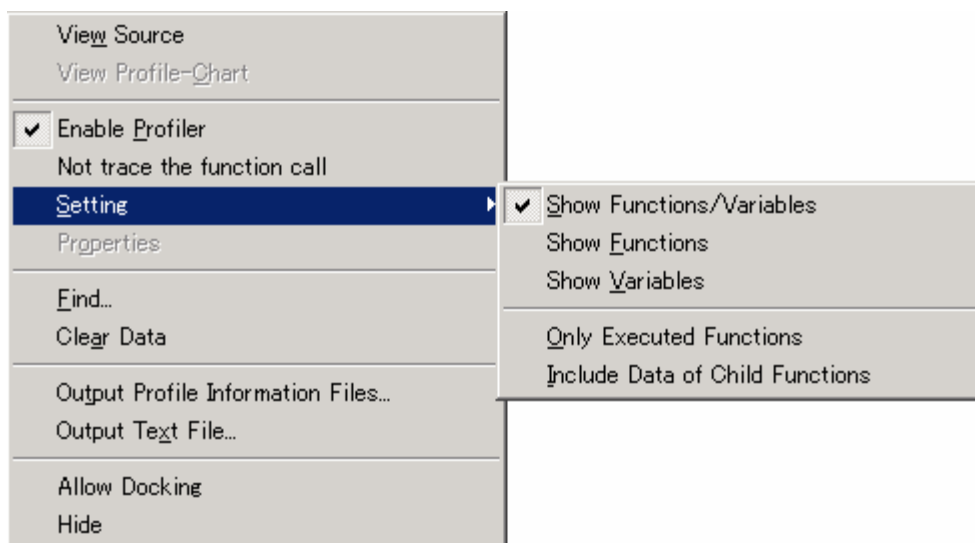 View Source
View Profile-Chart
Enable Profiler
Not trace the function call
Setting
Properties
Find...
Clear Data
Output Profile Information Files...
Output Text File...
Allow Docking
Hide
Show Functions/Variables
Show Functions
Show Variables
Only Executed Functions
Include Data of Child Functions